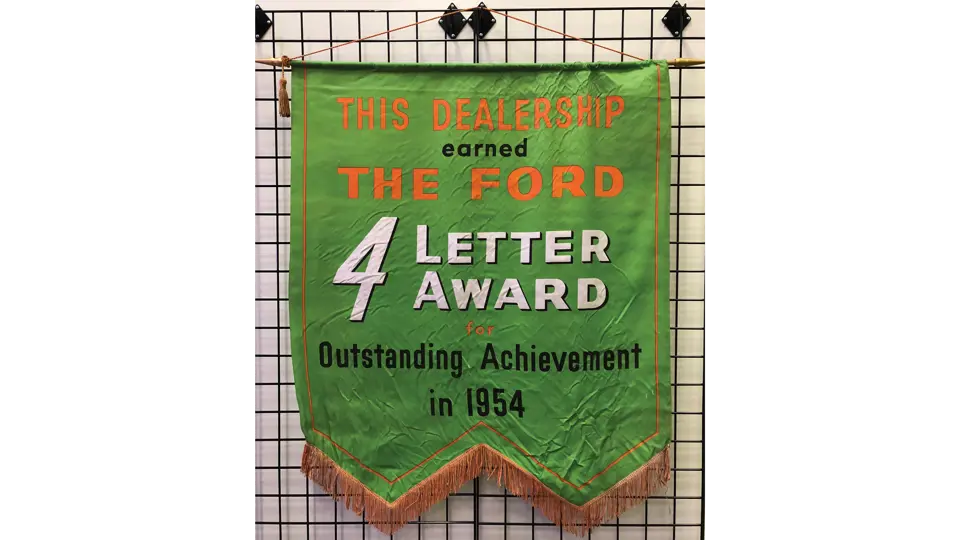 THIS DEALERSHIP
earned
THE FORD
4 LETTER
AWARD
for
Outstanding Achievement
in 1954